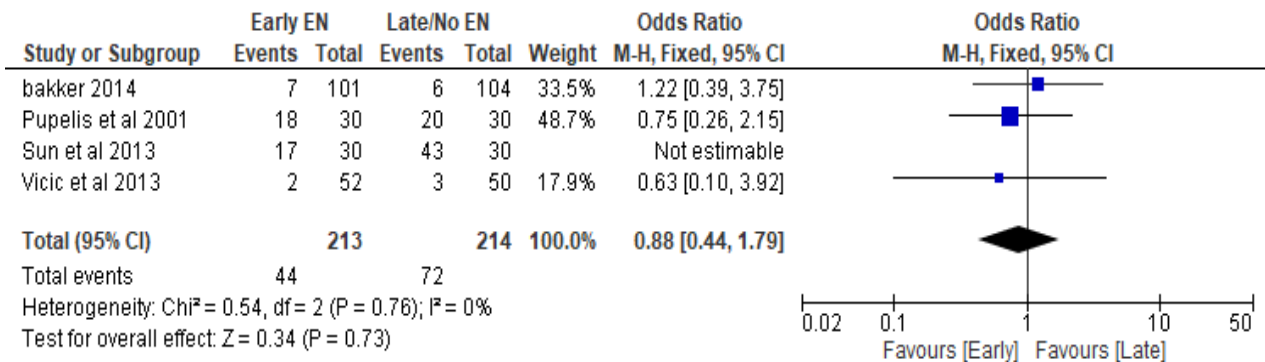 Early EN Late/No EN Odds Ratio Odds Ratio
Study or Subgroup Events Total Events Total Weight M-H, Fixed, 95% CI M-H, Fixed, 95% CI
bakker 2014 7 101 6 104 33.5% 1.22 [0.39, 3.75]
Pupelis et al 2001 18 30 20 30 48.7% 0.75 [0.26, 2.15]
Sun et al 2013 17 30 43 30 Not estimable
Vicic et al 2013 2 52 3 50 17.9% 0.63 [0.10, 3.92]
Total (95% CI) 213 214 100.0% 0.88 [0.44, 1.79]
Total events 44 72
Heterogeneity: Chi² = 0.54, df = 2 (P = 0.76); I² = 0%
Test for overall effect: Z = 0.34 (P = 0.73)
0.02 0.1 1 10 50
Favours [Early] Favours [Late]